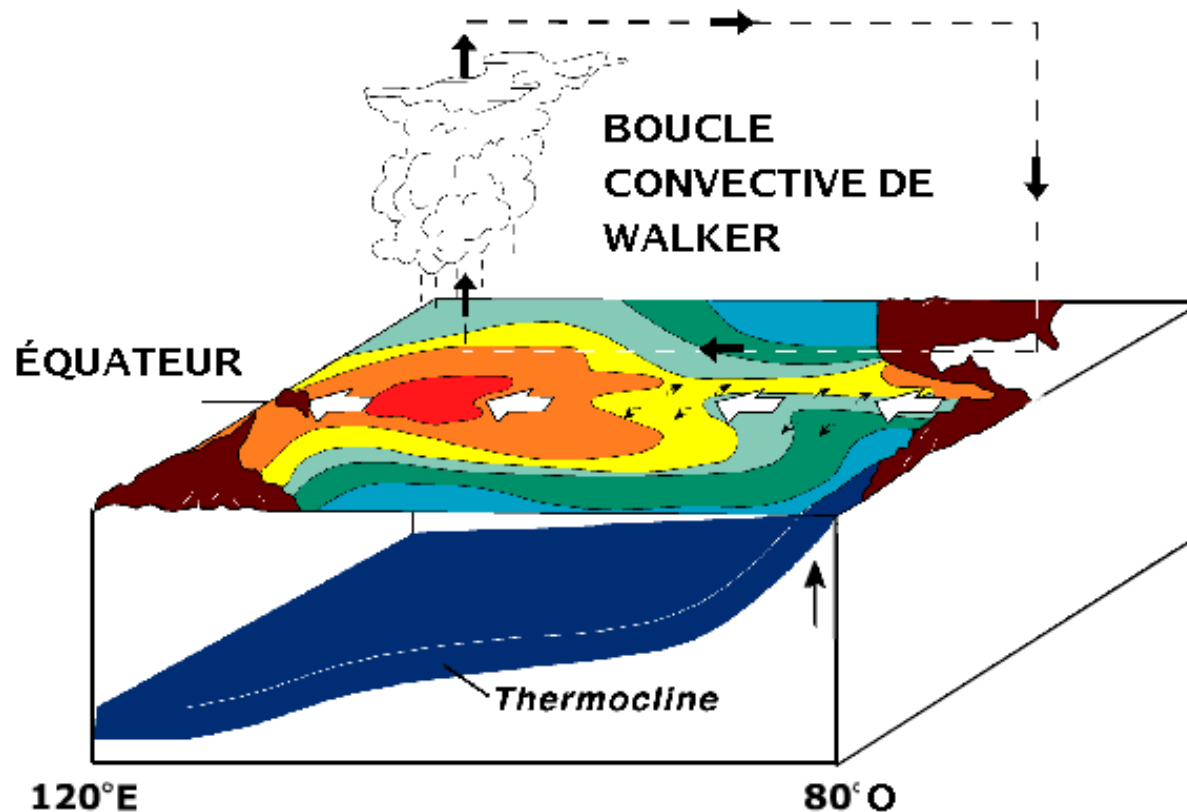 BOUCLE
CONVECTIVE DE
WALKER
ÉQUATEUR
Thermocline
120°E
80° O